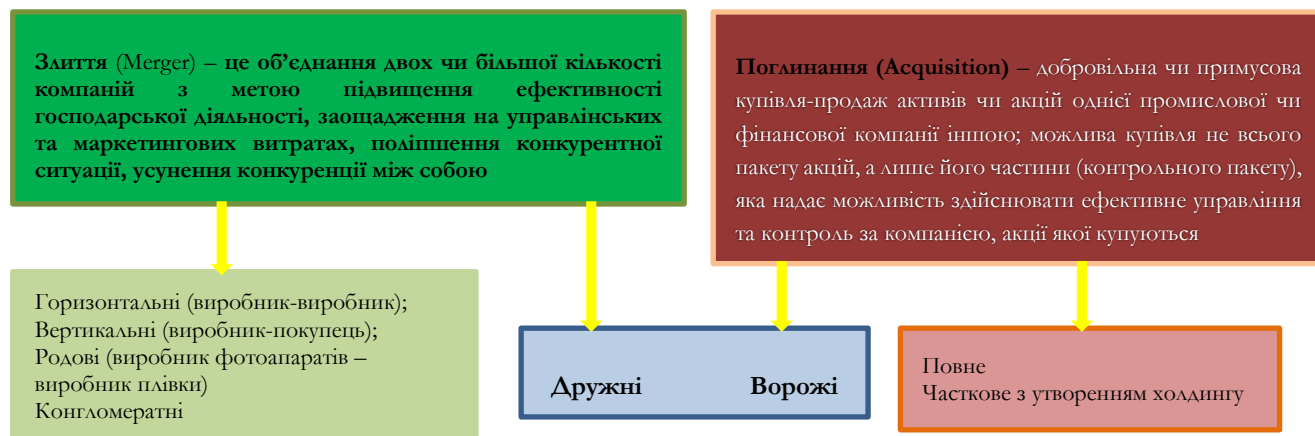 Злиття (Merger) – це об’єднання двох чи більшої кількості
компаній з метою підвищення ефективності
господарської діяльності, заощадження на управлінських
та маркетингових витратах, поліпшення конкурентної
ситуації, усунення конкуренції між собою
Поглинання (Acquisition) – добровільна чи примусова
купівля-продаж активів чи акцій однієї промислової чи
фінансової компанії іншою; можлива купівля не всього
пакету акцій, а лише його частини (контрольного пакету),
яка надає можливість здійснювати ефективне управління
та контроль за компанією, акції якої купуються
Горизонтальні (виробник-виробник);
Вертикальні (виробник-покупець);
Родові (виробник фотоапаратів –
виробник плівки)
Конгломератні
Дружні Ворожі
Повне
Часткове з утворенням холдингу